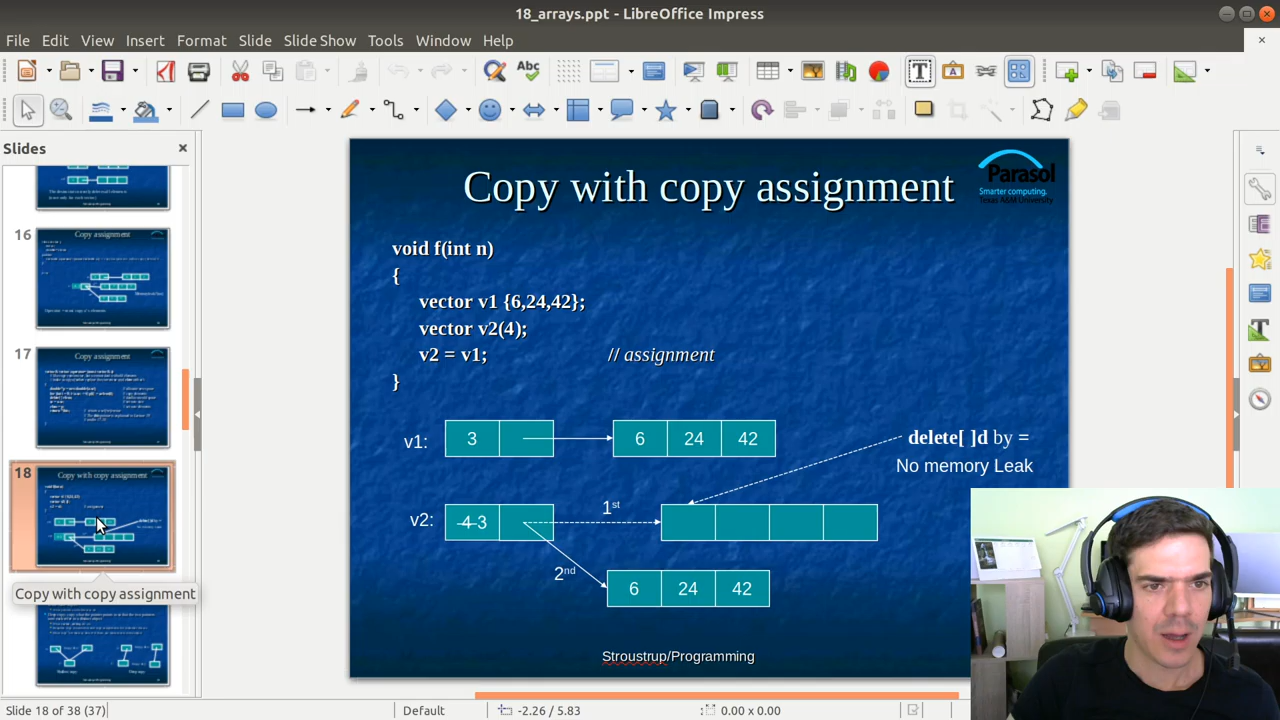 18_arrays.ppt - LibreOffice Impress
File Edit View Insert Format Slide Slide Show Tools Window Help
Abc
Slides
16
Copy assignment
17
Copy assignment
18
Copy with copy assignment
Copy with copy assignment
Copy with copy assignment
Parasol
Smarter computing.
Texas A&M University
void f(int n)
{
vector v1 {6,24,42};
vector v2(4);
v2 = v1; // assignment
}
v1: 3 6 24 42
delete[ ]d by =
No memory Leak
v2: 4 3 1st
2nd 6 24 42
Stroustrup/Programming
Slide 18 of 38 (37) Default -2.26 / 5.83 0.00 x 0.00